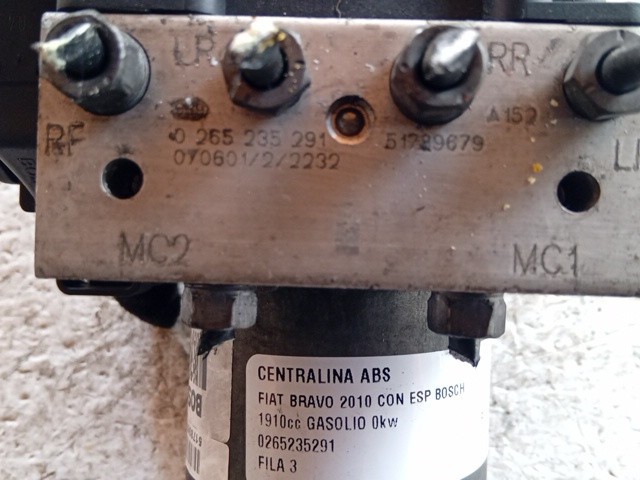 LR
RR
RF
0 265 235 291
51789679
A152
070601/2/2232
MC2
MC1
CENTRALINA ABS
FIAT BRAVO 2010 CON ESP BOSCH
1910cc GASOLIO 0kw
0265235291
FILA 3